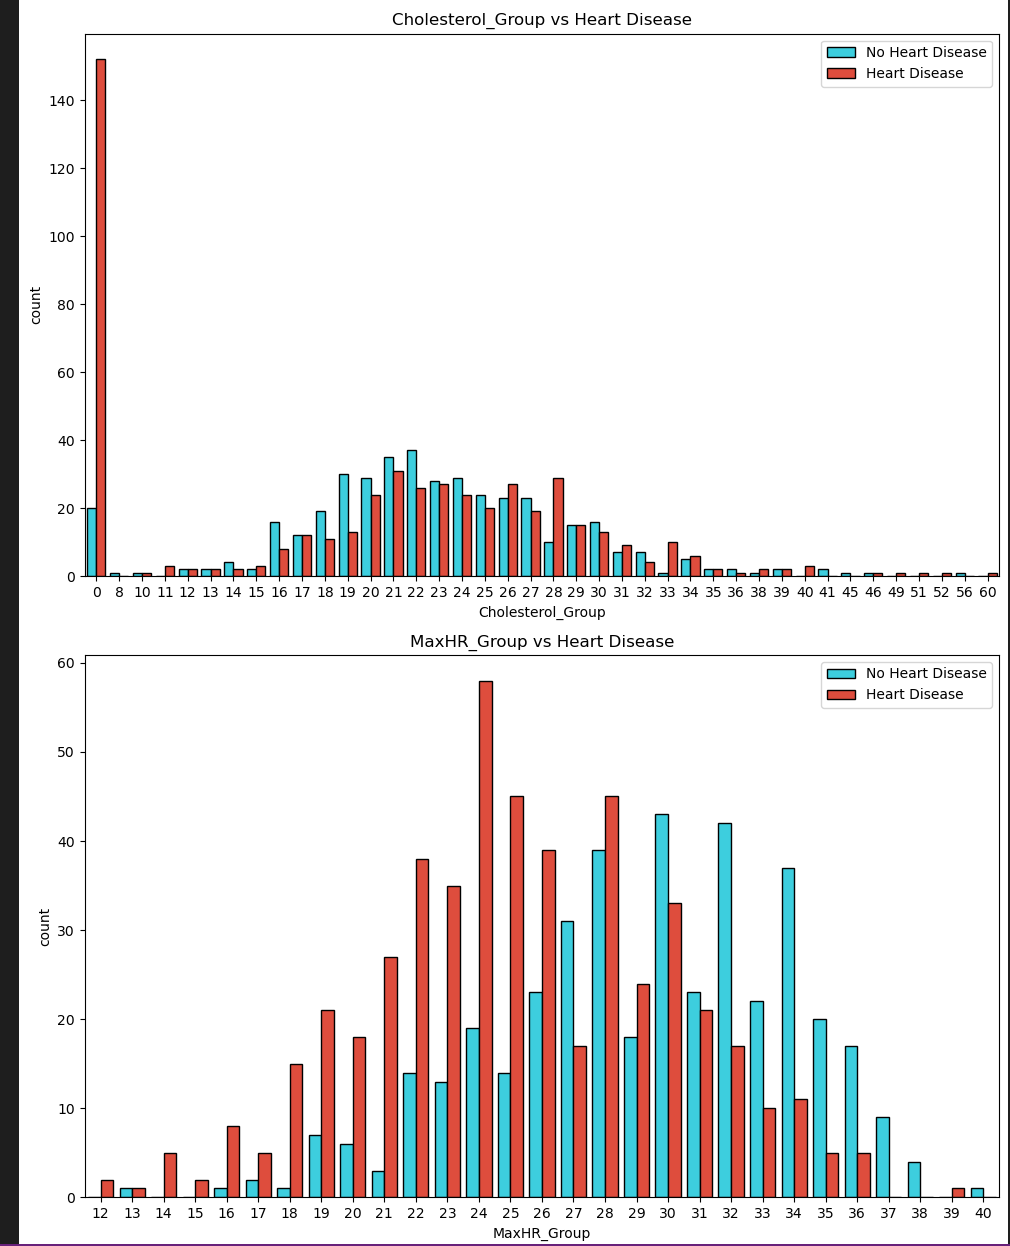 Cholesterol_Group vs Heart Disease
No Heart Disease
Heart Disease
140
120
100
80
60
40
20
0
count
0 8 10 11 12 13 14 15 16 17 18 19 20 21 22 23 24 25 26 27 28 29 30 31 32 33 34 35 36 38 39 40 41 45 46 49 51 52 56 60
Cholesterol_Group
MaxHR_Group vs Heart Disease
No Heart Disease
Heart Disease
60
50
40
30
20
10
0
count
12 13 14 15 16 17 18 19 20 21 22 23 24 25 26 27 28 29 30 31 32 33 34 35 36 37 38 39 40
MaxHR_Group